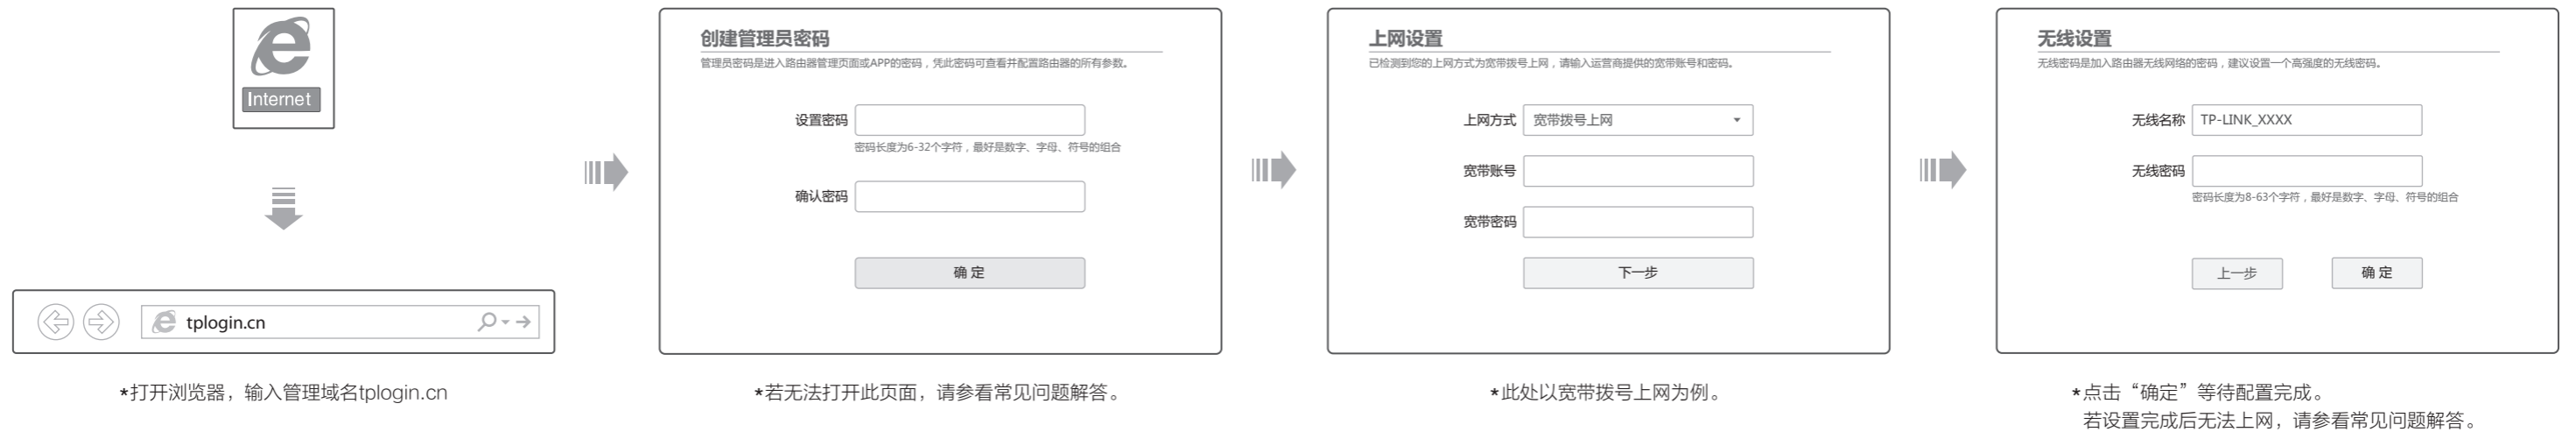 Internet
tplogin.cn
*打开浏览器，输入管理域名tplogin.cn
创建管理员密码
管理员密码是进入路由器管理页面或APP的密码，凭此密码可查看并配置路由器的所有参数。
设置密码
密码长度为6-32个字符，最好是数字、字母、符号的组合
确认密码
确 定
*若无法打开此页面，请参看常见问题解答。
上网设置
已检测到您的上网方式为宽带拨号上网，请输入运营商提供的宽带账号和密码。
上网方式 宽带拨号上网
宽带账号
宽带密码
下一步
*此处以宽带拨号上网为例。
无线设置
无线密码是加入路由器无线网络的密码，建议设置一个高强度的无线密码。
无线名称 TP-LINK_XXXX
无线密码
密码长度为8-63个字符，最好是数字、字母、符号的组合
上一步 确 定
*点击“确定”等待配置完成。
若设置完成后无法上网，请参看常见问题解答。